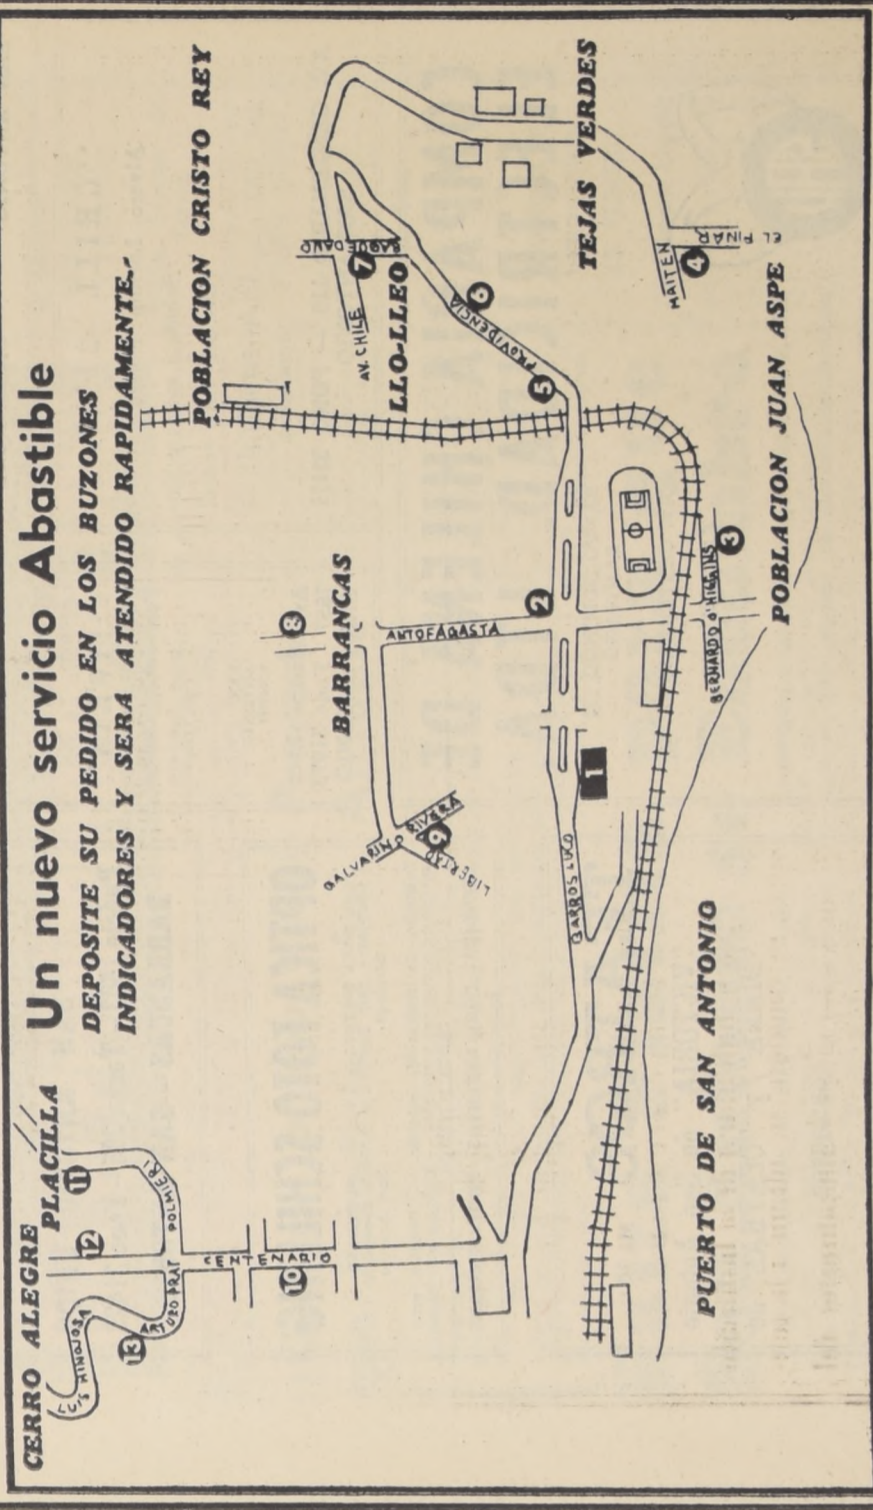 Un nuevo servicio Abastible
DEPOSITE SU PEDIDO EN LOS BUZONES
INDICADORES Y SERA ATENDIDO RAPIDAMENTE.-
CERRO ALEGRE
PLACILLA
11
12
13
POLMIERI
ARTURO PRAT
LUIS HINOJOSA
CENTENARIO
10
POBLACION CRISTO REY
BARRANCAS
8
ANTOFAGASTA
GALVARINO RIVERA
LIBERTAD
9
BAQUEDANO
7
AV. CHILE
LLO-LLEO
6
PROVIDENCIA
5
TEJAS VERDES
MAITEN
EL PINAR
4
2
1
BARROS LUCO
BERNARDO O'HIGGINS
3
POBLACION JUAN ASPE
PUERTO DE SAN ANTONIO